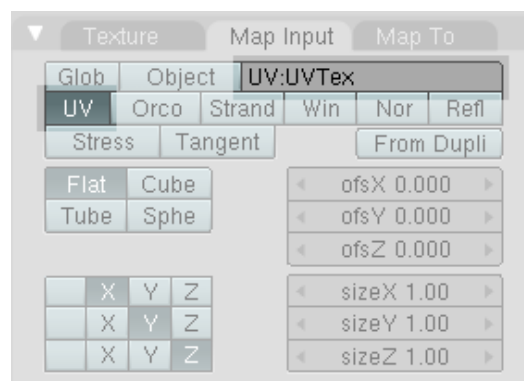 Texture Map Input Map To
Glob Object UV:UVTex
UV Orco Strand Win Nor Refl
Stress Tangent From Dupli
Flat Cube ofsX 0.000
Tube Sphe ofsY 0.000
ofsZ 0.000
X Y Z sizeX 1.00
X Y Z sizeY 1.00
X Y Z sizeZ 1.00